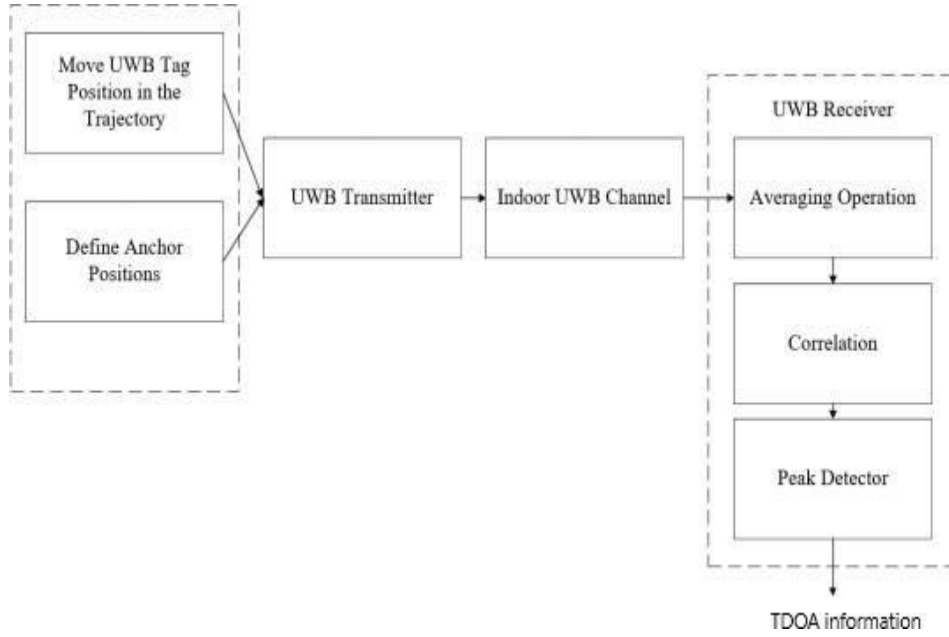 Move UWB Tag
Position in the
Trajectory
Define Anchor
Positions
UWB Transmitter
Indoor UWB Channel
UWB Receiver
Averaging Operation
Correlation
Peak Detector
TDOA information